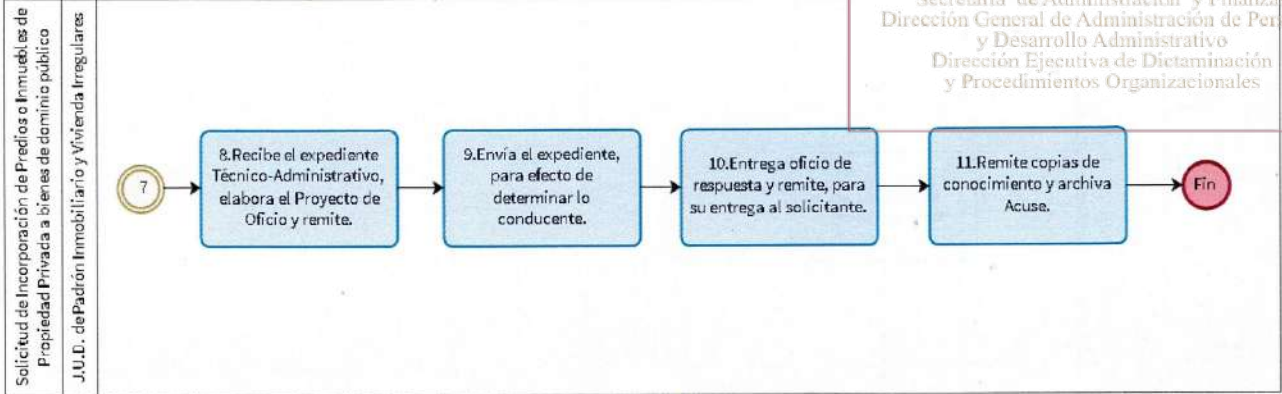 Secretaría de Administración y Finanza
Dirección General de Administración de Per
y Desarrollo Administrativo
Dirección Ejecutiva de Dictaminación
y Procedimientos Organizacionales
Solicitud de Incorporación de Predios o Inmuebles de
Propiedad Privada a bienes de dominio público
J.U.D. de Padrón Inmobiliario y Vivienda Irregulares
7
8.Recibe el expediente
Técnico-Administrativo,
elabora el Proyecto de
Oficio y remite.
9.Envía el expediente,
para efecto de
determinar lo
conducente.
10.Entrega oficio de
respuesta y remite, para
su entrega al solicitante.
11.Remite copias de
conocimiento y archiva
Acuse.
Fin